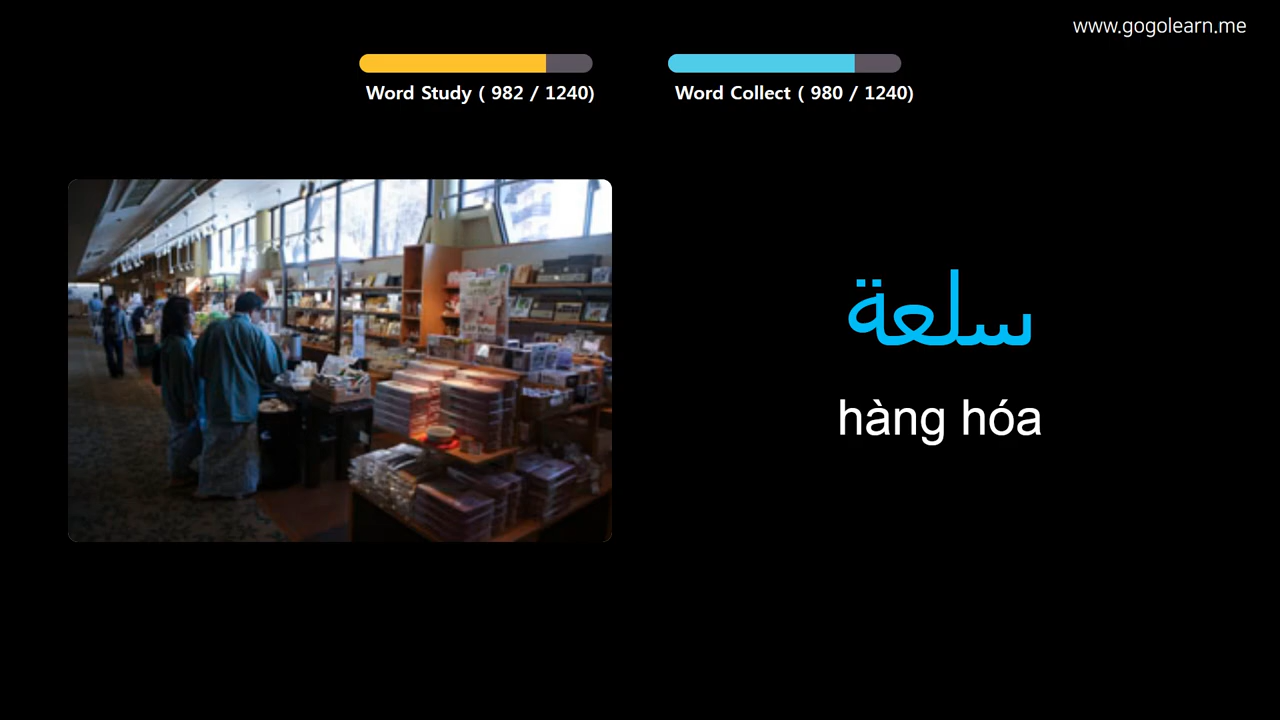 www.gogolearn.me
Word Study ( 982 / 1240)
Word Collect ( 980 / 1240)
سلعة
hàng hóa